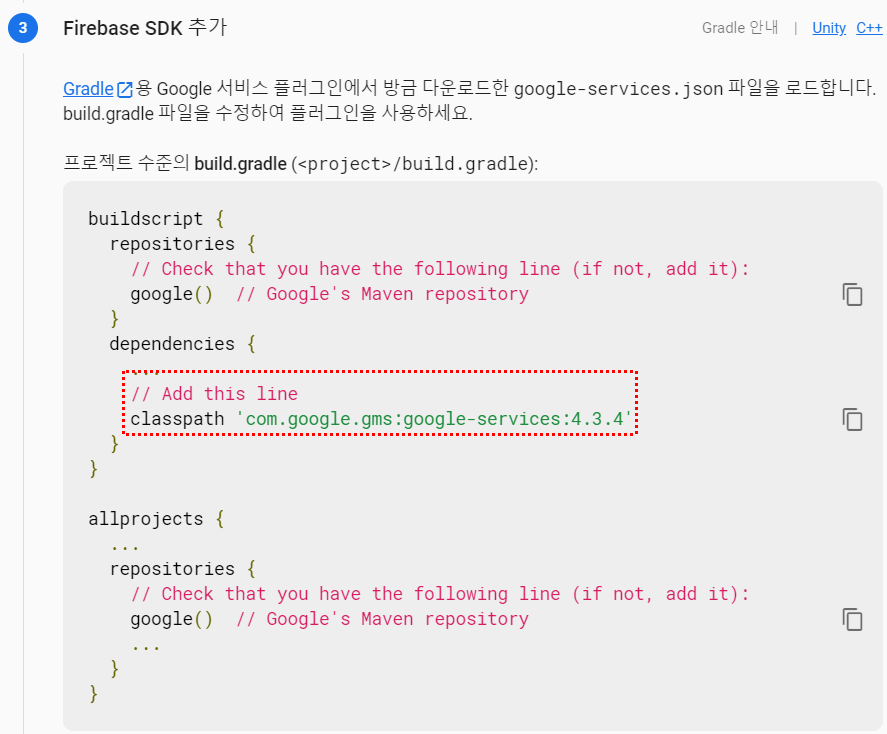 3 Firebase SDK 추가 Gradle 안내 | Unity C++
Gradle용 Google 서비스 플러그인에서 방금 다운로드한 google-services.json 파일을 로드합니다.
build.gradle 파일을 수정하여 플러그인을 사용하세요.
프로젝트 수준의 build.gradle (<project>/build.gradle):
buildscript {
repositories {
// Check that you have the following line (if not, add it):
google() // Google's Maven repository
}
dependencies {
...
// Add this line
classpath 'com.google.gms:google-services:4.3.4'
}
}
allprojects {
...
repositories {
// Check that you have the following line (if not, add it):
google() // Google's Maven repository
...
}
}